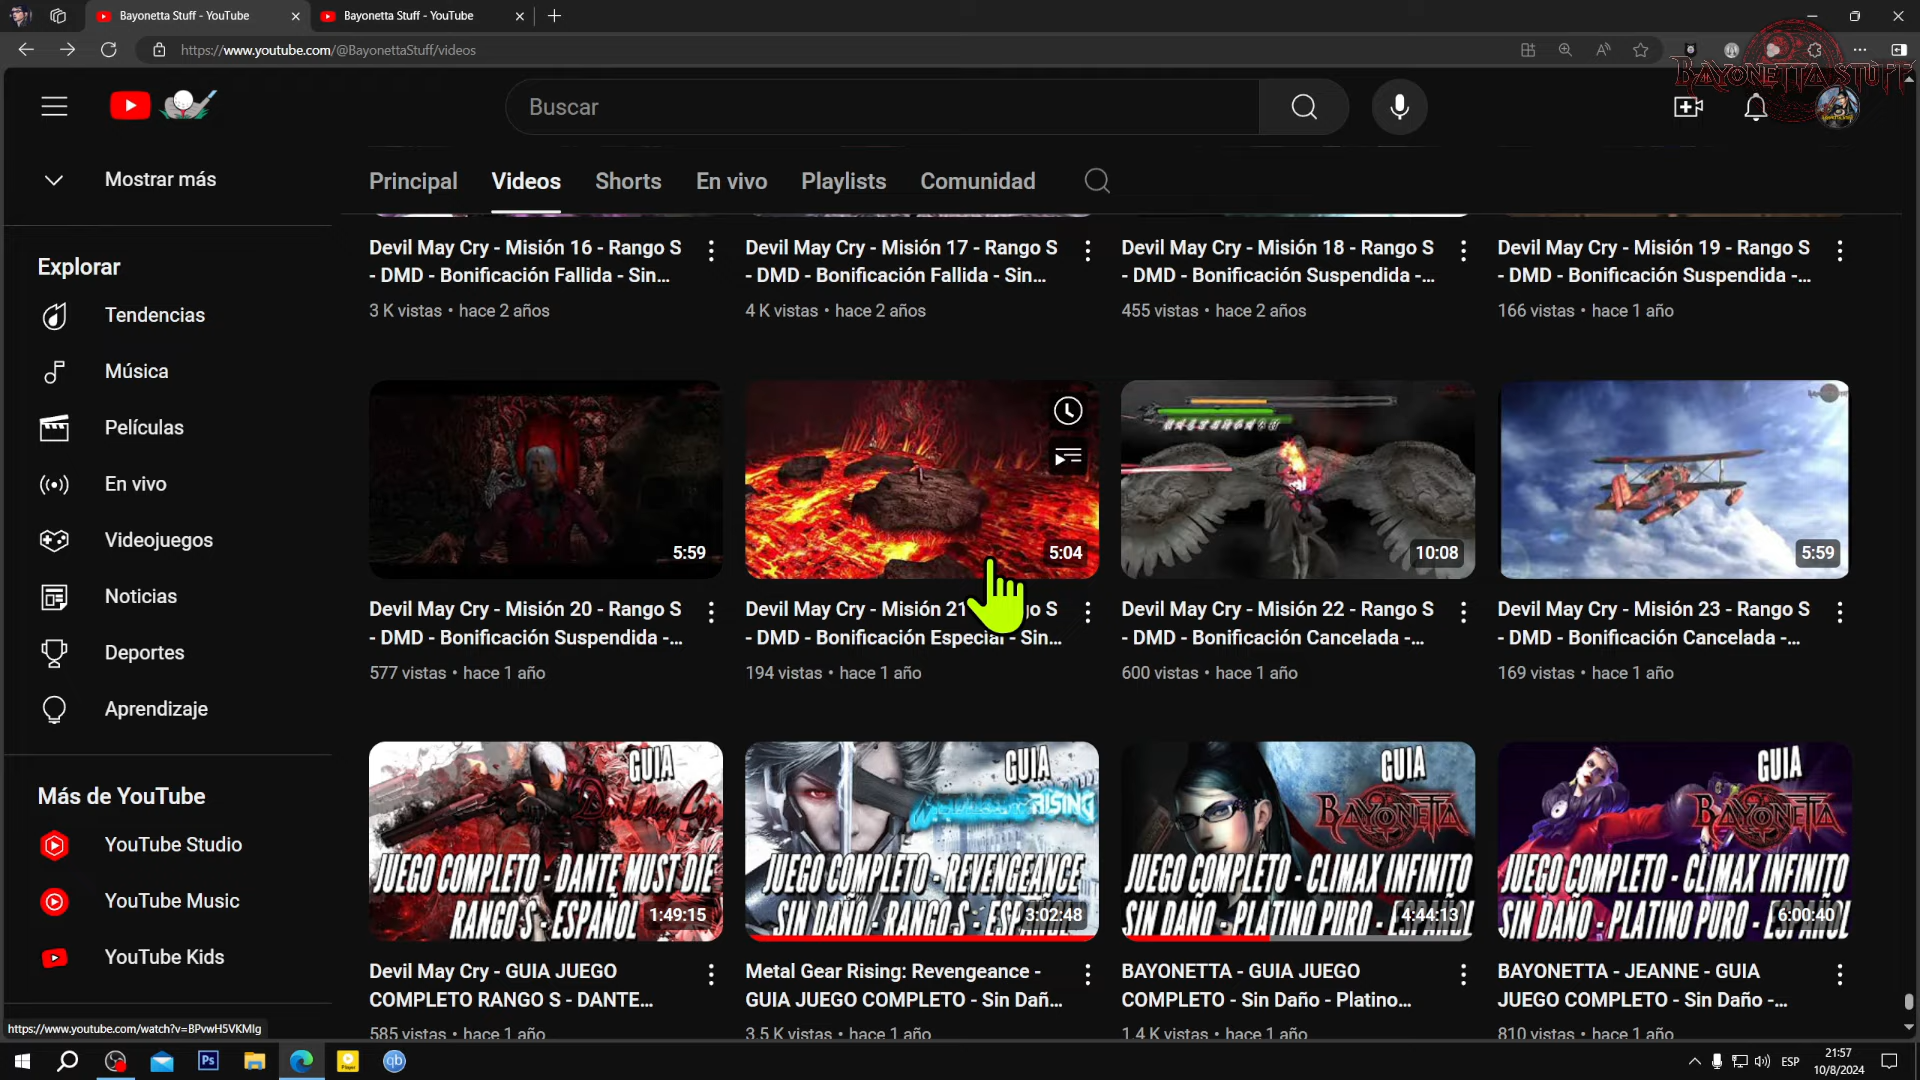 Bayonetta Stuff - YouTube
Bayonetta Stuff - YouTube
https://www.youtube.com/@BayonettaStuff/videos
BAYONETTA STUFF
Buscar
Mostrar más
Principal
Videos
Shorts
En vivo
Playlists
Comunidad
Explorar
Tendencias
Música
Películas
En vivo
Videojuegos
Noticias
Deportes
Aprendizaje
Más de YouTube
YouTube Studio
YouTube Music
YouTube Kids
Devil May Cry - Misión 16 - Rango S
- DMD - Bonificación Fallida - Sin...
3 K vistas • hace 2 años
Devil May Cry - Misión 17 - Rango S
- DMD - Bonificación Fallida - Sin...
4 K vistas • hace 2 años
Devil May Cry - Misión 18 - Rango S
- DMD - Bonificación Suspendida -...
455 vistas • hace 2 años
Devil May Cry - Misión 19 - Rango S
- DMD - Bonificación Suspendida -...
166 vistas • hace 1 año
5:59
Devil May Cry - Misión 20 - Rango S
- DMD - Bonificación Suspendida -...
577 vistas • hace 1 año
5:04
Devil May Cry - Misión 21 S
- DMD - Bonificación Especial - Sin...
194 vistas • hace 1 año
10:08
Devil May Cry - Misión 22 - Rango S
- DMD - Bonificación Cancelada -...
600 vistas • hace 1 año
5:59
Devil May Cry - Misión 23 - Rango S
- DMD - Bonificación Cancelada -...
169 vistas • hace 1 año
GUIA
Devil May Cry
JUEGO COMPLETO - DANTE MUST DIE
RANGO S - ESPAÑOL
1:49:15
Devil May Cry - GUIA JUEGO
COMPLETO RANGO S - DANTE...
585 vistas • hace 1 año
GUIA
RISING
JUEGO COMPLETO - REVENGEANCE
SIN DAÑO - RANGO S -
3:02:48
Metal Gear Rising: Revengeance -
GUIA JUEGO COMPLETO - Sin Dañ...
3.5 K vistas • hace 1 año
GUIA
BAYONETTA
JUEGO COMPLETO - CLIMAX INFINITO
SIN DAÑO - PLATINO PURO -
4:44:13
BAYONETTA - GUIA JUEGO
COMPLETO - Sin Daño - Platino...
1.4 K vistas • hace 1 año
GUIA
BAYONETTA
JUEGO COMPLETO - CLIMAX INFINITO
SIN DAÑO - PLATINO PURO - ESPAÑOL
6:00:40
BAYONETTA - JEANNE - GUIA
JUEGO COMPLETO - Sin Daño -...
810 vistas • hace 1 año
https://www.youtube.com/watch?v=BPvwH5VKMIg
Ps
Player
qb
ESP
21:57
10/8/2024